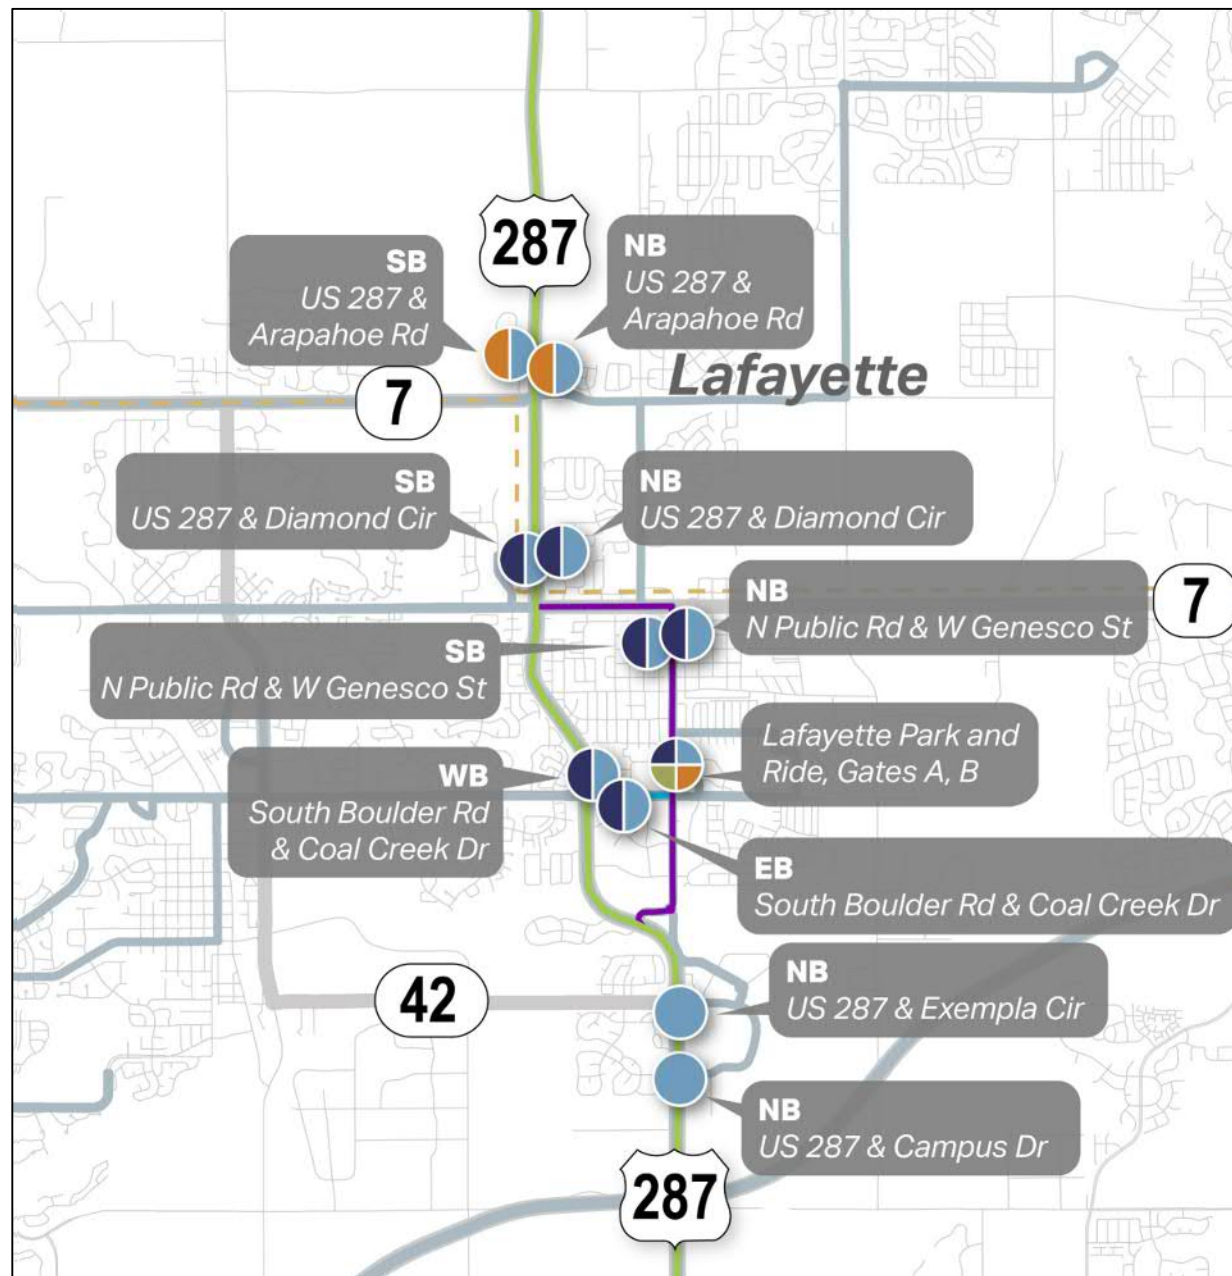 287
SB
US 287 &
Arapahoe Rd
NB
US 287 &
Arapahoe Rd
Lafayette
7
SB
US 287 & Diamond Cir
NB
US 287 & Diamond Cir
7
NB
N Public Rd & W Genesco St
SB
N Public Rd & W Genesco St
Lafayette Park and
Ride, Gates A, B
WB
South Boulder Rd
& Coal Creek Dr
EB
South Boulder Rd & Coal Creek Dr
42
NB
US 287 & Exempla Cir
NB
US 287 & Campus Dr
287